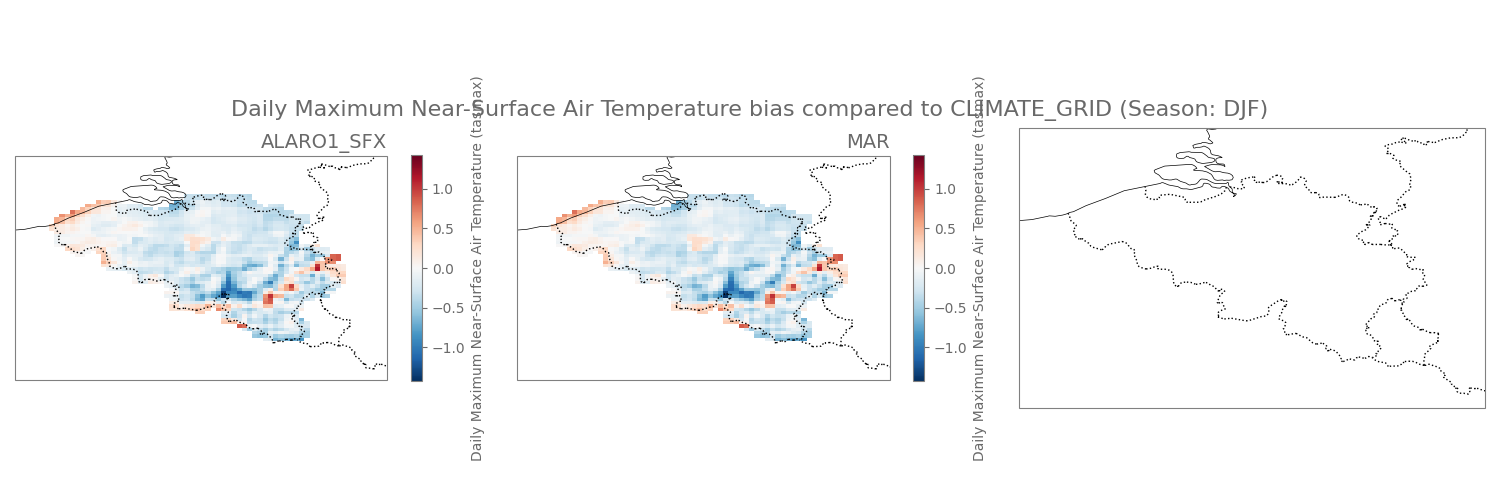 Daily Maximum Near-Surface Air Temperature bias compared to CLIMATE_GRID (Season: DJF)
ALARO1_SFX
1.0
0.5
0.0
−0.5
−1.0
Daily Maximum Near-Surface Air Temperature (tasmax)
MAR
1.0
0.5
0.0
−0.5
−1.0
Daily Maximum Near-Surface Air Temperature (tasmax)